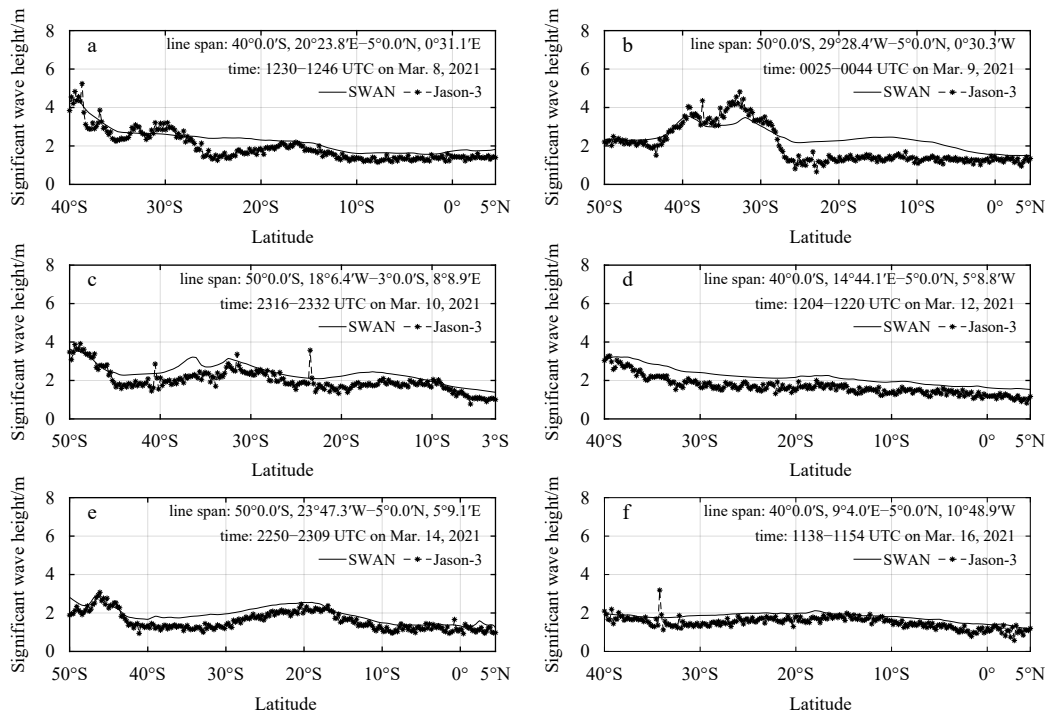 Significant wave height/m
8
6
4
2
0
a
line span: 40°0.0′S, 20°23.8′E−5°0.0′N, 0°31.1′E
time: 1230−1246 UTC on Mar. 8, 2021
SWAN Jason-3
40°S 30°S 20°S 10°S 0° 5°N
Latitude
Significant wave height/m
8
6
4
2
0
b
line span: 50°0.0′S, 29°28.4′W−5°0.0′N, 0°30.3′W
time: 0025−0044 UTC on Mar. 9, 2021
SWAN Jason-3
50°S 40°S 30°S 20°S 10°S 0° 5°N
Latitude
Significant wave height/m
8
6
4
2
0
c
line span: 50°0.0′S, 18°6.4′W−3°0.0′S, 8°8.9′E
time: 2316−2332 UTC on Mar. 10, 2021
SWAN Jason-3
50°S 40°S 30°S 20°S 10°S 3°S
Latitude
Significant wave height/m
8
6
4
2
0
d
line span: 40°0.0′S, 14°44.1′E−5°0.0′N, 5°8.8′W
time: 1204−1220 UTC on Mar. 12, 2021
SWAN Jason-3
40°S 30°S 20°S 10°S 0° 5°N
Latitude
Significant wave height/m
8
6
4
2
0
e
line span: 50°0.0′S, 23°47.3′W−5°0.0′N, 5°9.1′E
time: 2250−2309 UTC on Mar. 14, 2021
SWAN Jason-3
50°S 40°S 30°S 20°S 10°S 0° 5°N
Latitude
Significant wave height/m
8
6
4
2
0
f
line span: 40°0.0′S, 9°4.0′E−5°0.0′N, 10°48.9′W
time: 1138−1154 UTC on Mar. 16, 2021
SWAN Jason-3
40°S 30°S 20°S 10°S 0° 5°N
Latitude